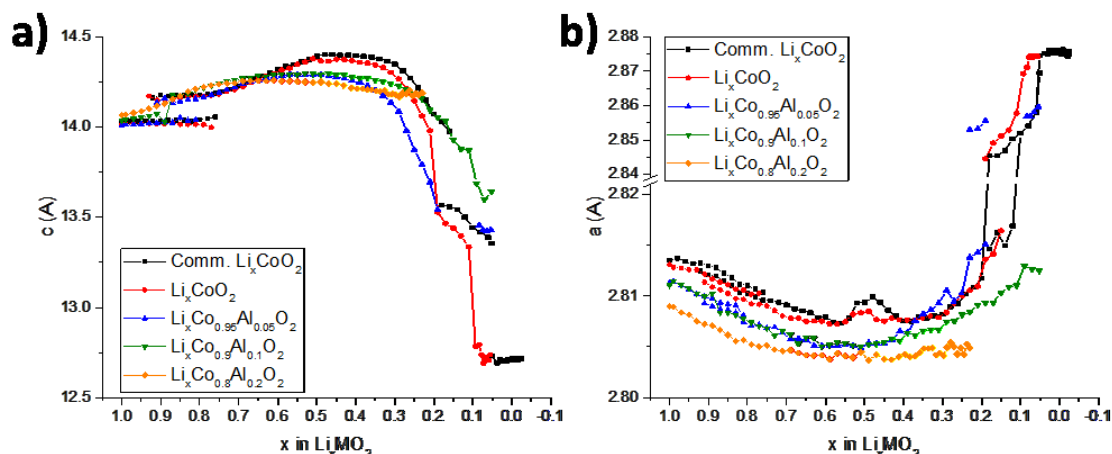 a)
14.5
14.0
13.5
13.0
12.5
c (A)
Comm. LiₓCoO₂
LiₓCoO₂
LiₓCo₀.₉₅Al₀.₀₅O₂
LiₓCo₀.₉Al₀.₁O₂
LiₓCo₀.₈Al₀.₂O₂
1.0 0.9 0.8 0.7 0.6 0.5 0.4 0.3 0.2 0.1 0.0 -0.1
x in LiₓMO₂
b)
2.88
2.87
2.86
2.85
2.84
2.82
2.81
2.80
a (A)
Comm. LiₓCoO₂
LiₓCoO₂
LiₓCo₀.₉₅Al₀.₀₅O₂
LiₓCo₀.₉Al₀.₁O₂
LiₓCo₀.₈Al₀.₂O₂
1.0 0.9 0.8 0.7 0.6 0.5 0.4 0.3 0.2 0.1 0.0 -0.1
x in LiₓMO₂